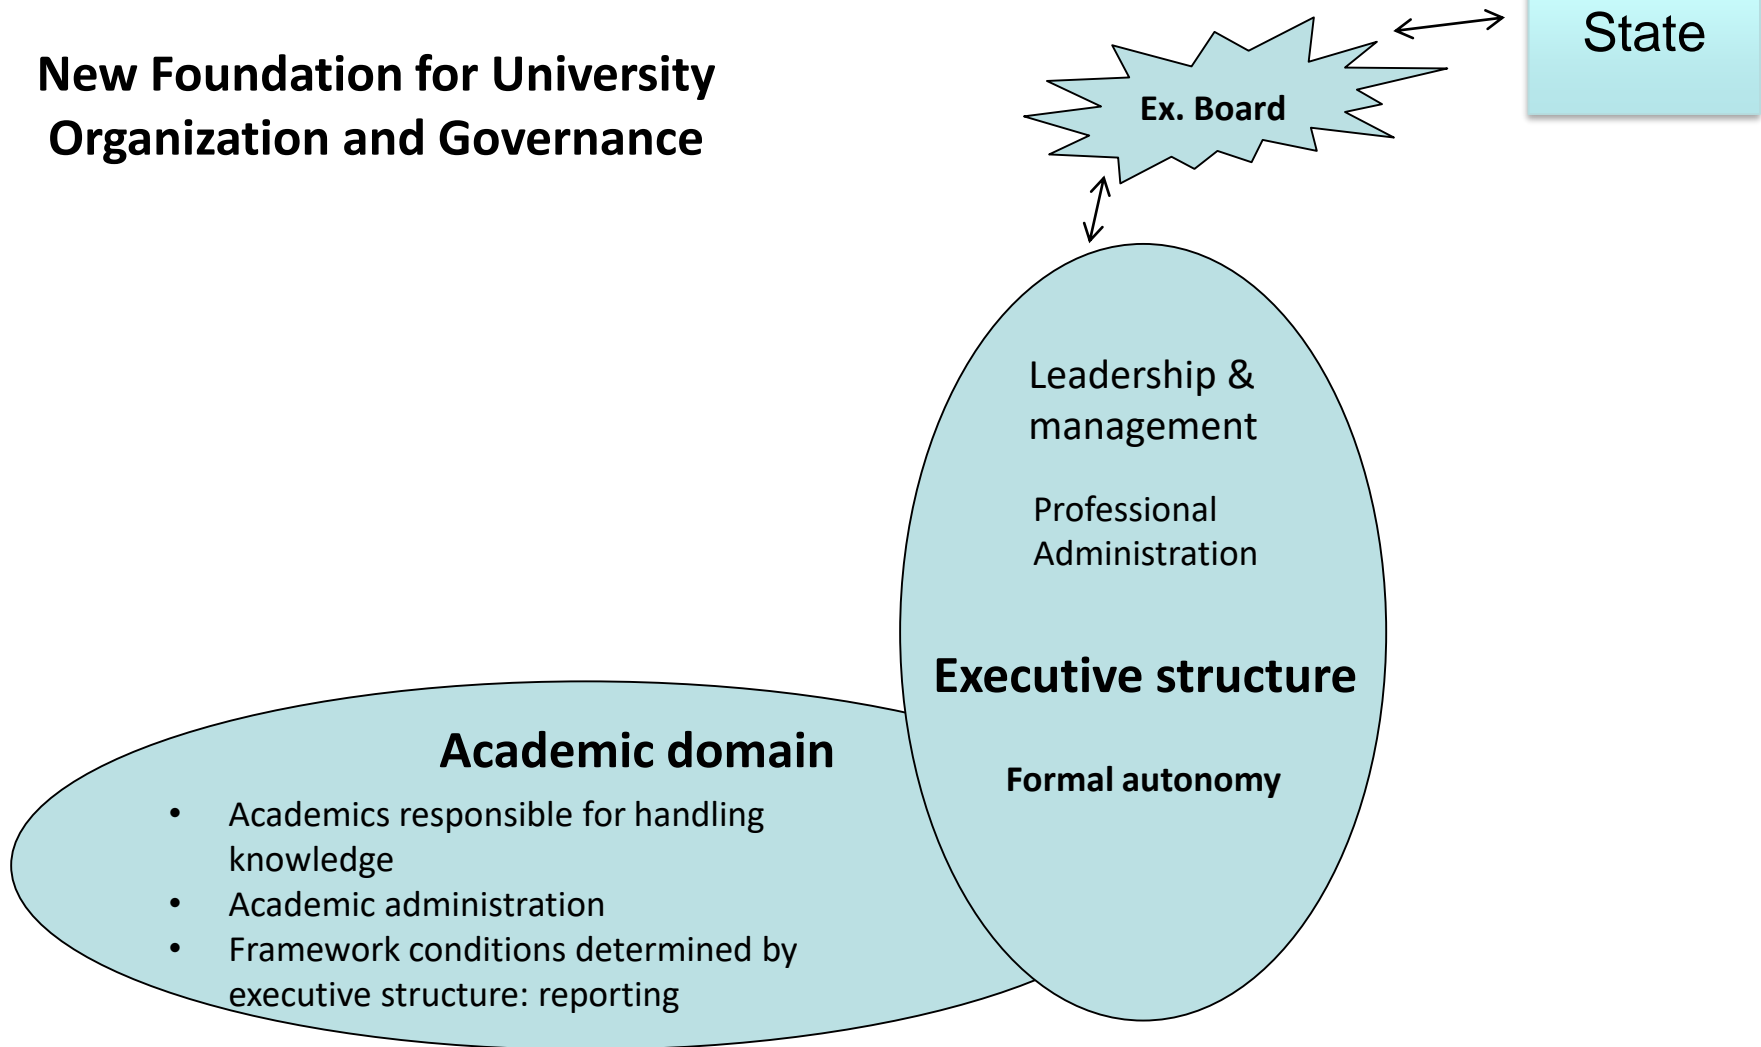 New Foundation for University
Organization and Governance
State
Ex. Board
Leadership &
management
Professional
Administration
Executive structure
Formal autonomy
Academic domain
• Academics responsible for handling
knowledge
• Academic administration
• Framework conditions determined by
executive structure: reporting